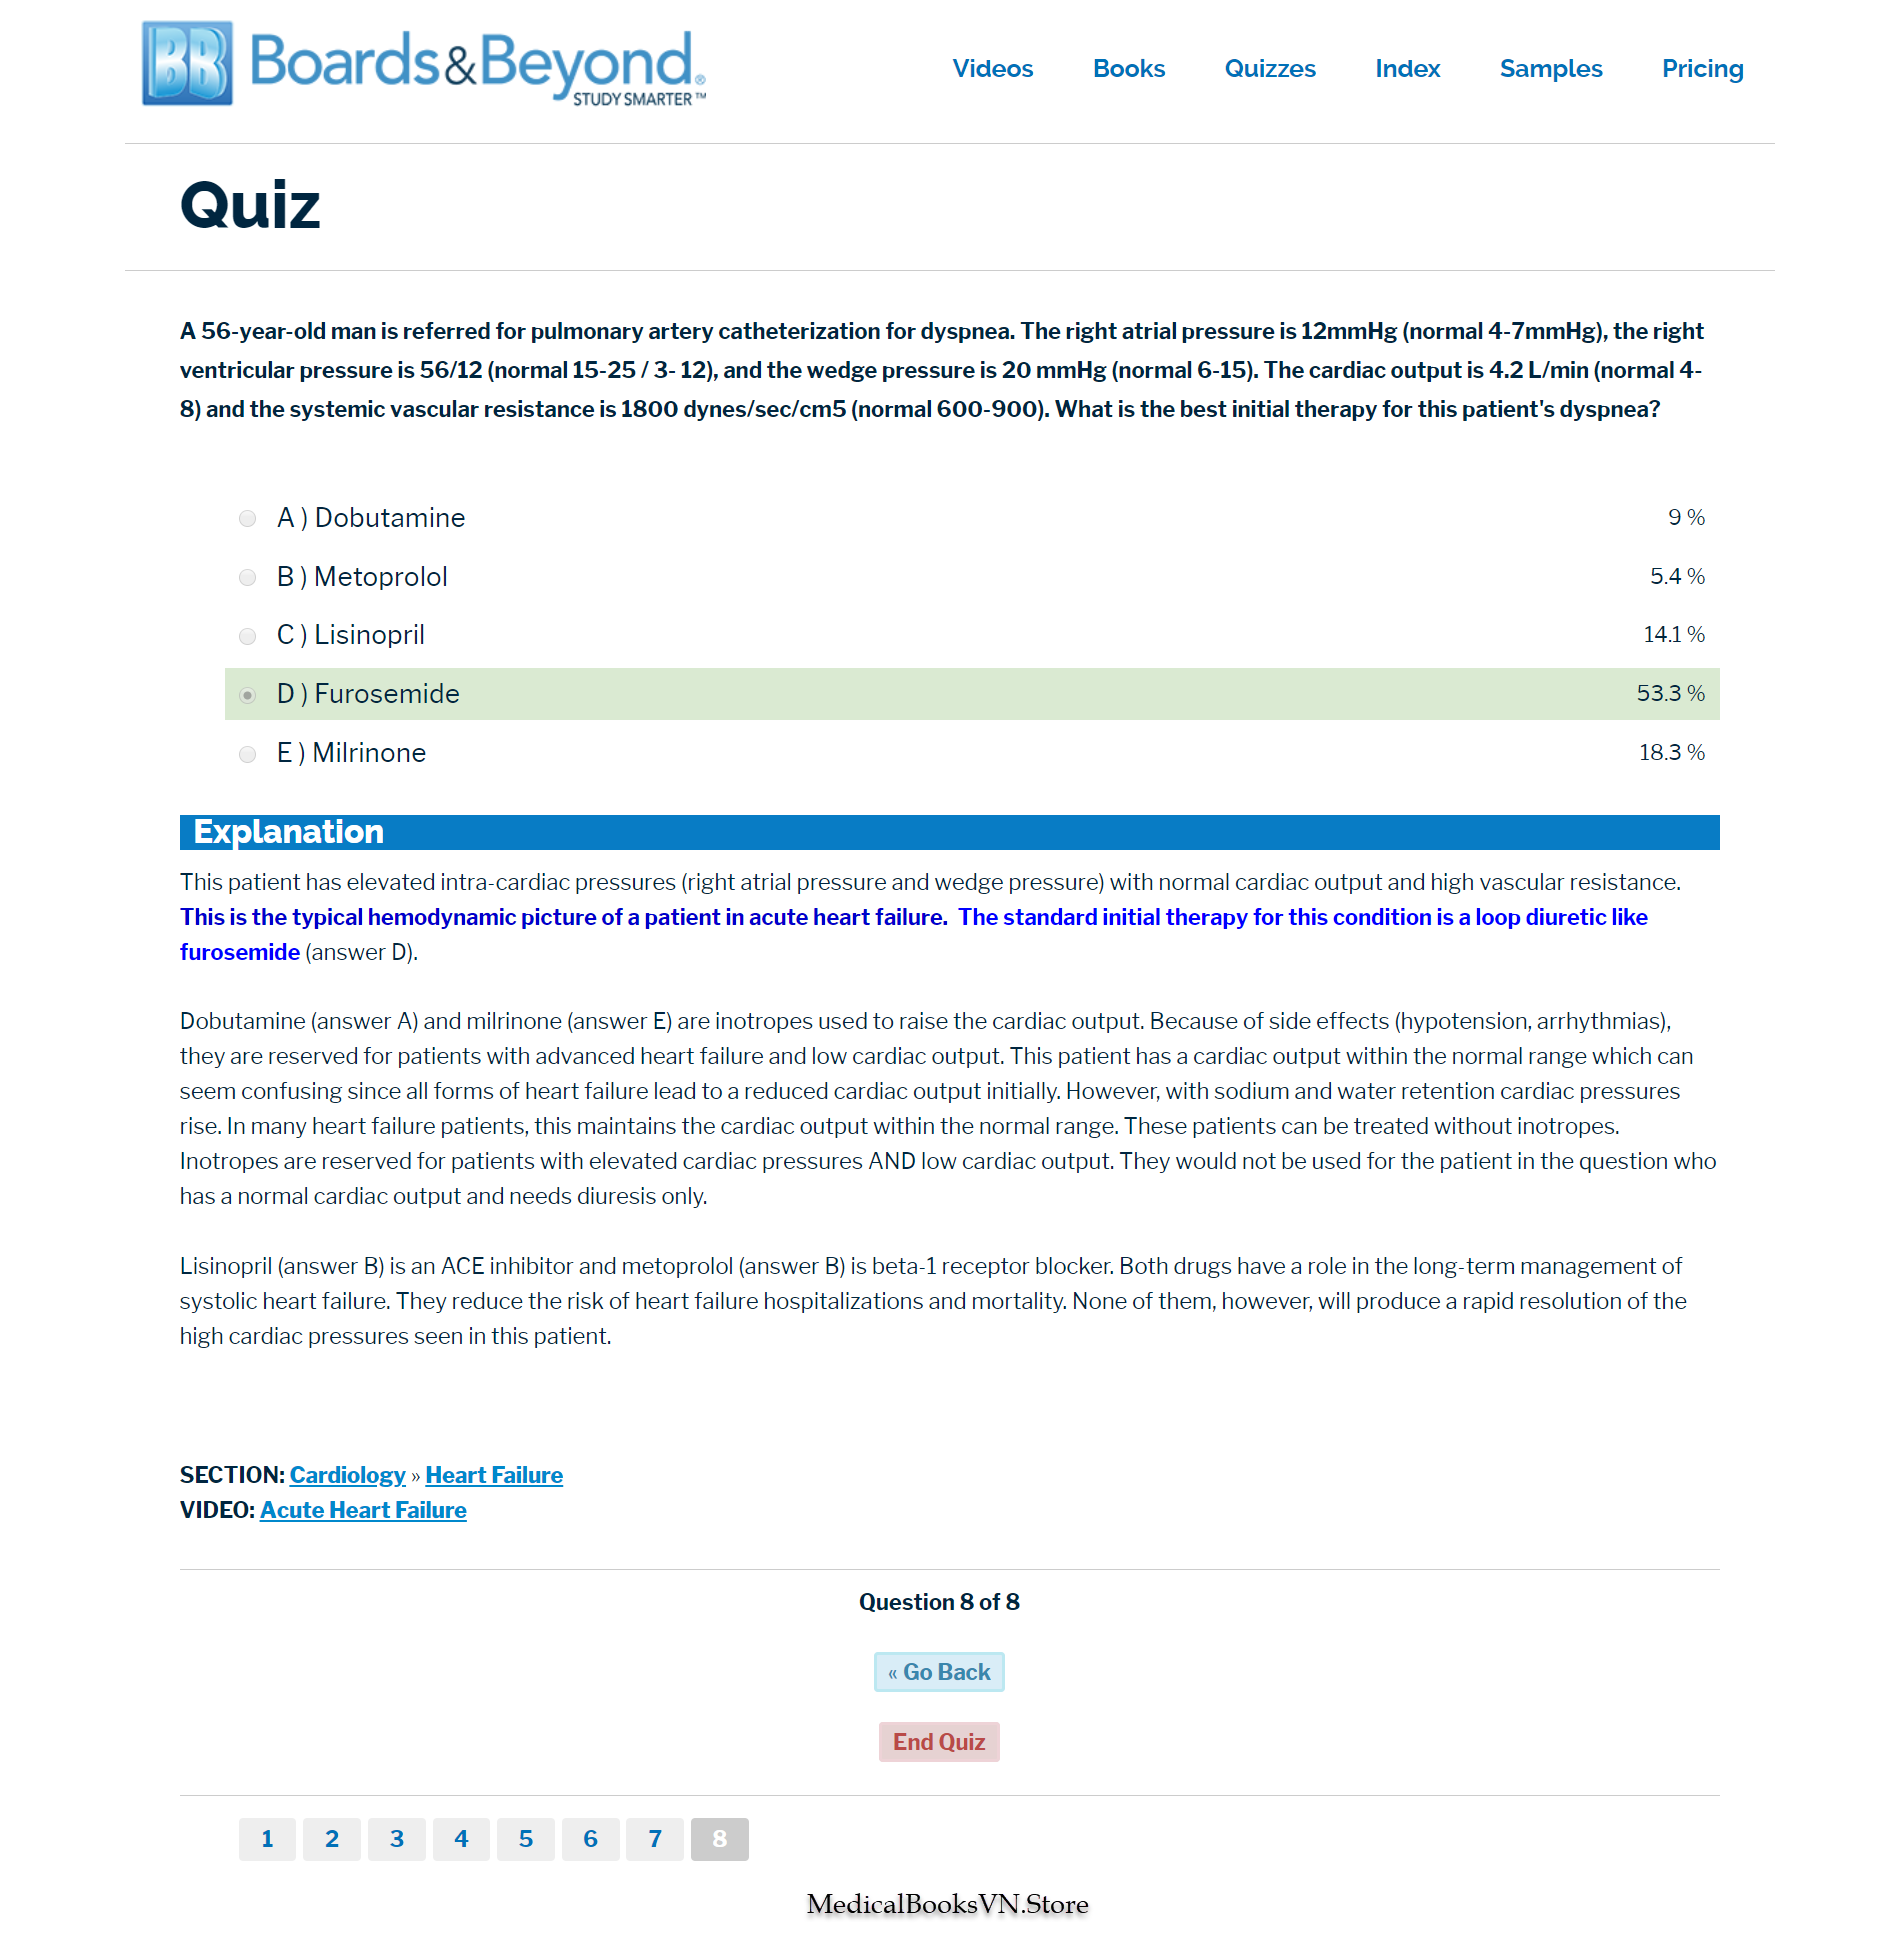 BB Boards&Beyond®
STUDY SMARTER™
Videos Books Quizzes Index Samples Pricing
Quiz
A 56-year-old man is referred for pulmonary artery catheterization for dyspnea. The right atrial pressure is 12mmHg (normal 4-7mmHg), the right
ventricular pressure is 56/12 (normal 15-25 / 3- 12), and the wedge pressure is 20 mmHg (normal 6-15). The cardiac output is 4.2 L/min (normal 4-
8) and the systemic vascular resistance is 1800 dynes/sec/cm5 (normal 600-900). What is the best initial therapy for this patient's dyspnea?
A ) Dobutamine 9 %
B ) Metoprolol 5.4 %
C ) Lisinopril 14.1 %
D ) Furosemide 53.3 %
E ) Milrinone 18.3 %
Explanation
This patient has elevated intra-cardiac pressures (right atrial pressure and wedge pressure) with normal cardiac output and high vascular resistance.
This is the typical hemodynamic picture of a patient in acute heart failure.  The standard initial therapy for this condition is a loop diuretic like
furosemide (answer D).
Dobutamine (answer A) and milrinone (answer E) are inotropes used to raise the cardiac output. Because of side effects (hypotension, arrhythmias),
they are reserved for patients with advanced heart failure and low cardiac output. This patient has a cardiac output within the normal range which can
seem confusing since all forms of heart failure lead to a reduced cardiac output initially. However, with sodium and water retention cardiac pressures
rise. In many heart failure patients, this maintains the cardiac output within the normal range. These patients can be treated without inotropes.
Inotropes are reserved for patients with elevated cardiac pressures AND low cardiac output. They would not be used for the patient in the question who
has a normal cardiac output and needs diuresis only.
Lisinopril (answer B) is an ACE inhibitor and metoprolol (answer B) is beta-1 receptor blocker. Both drugs have a role in the long-term management of
systolic heart failure. They reduce the risk of heart failure hospitalizations and mortality. None of them, however, will produce a rapid resolution of the
high cardiac pressures seen in this patient.
SECTION: Cardiology » Heart Failure
VIDEO: Acute Heart Failure
Question 8 of 8
« Go Back
End Quiz
1 2 3 4 5 6 7 8
MedicalBooksVN.Store